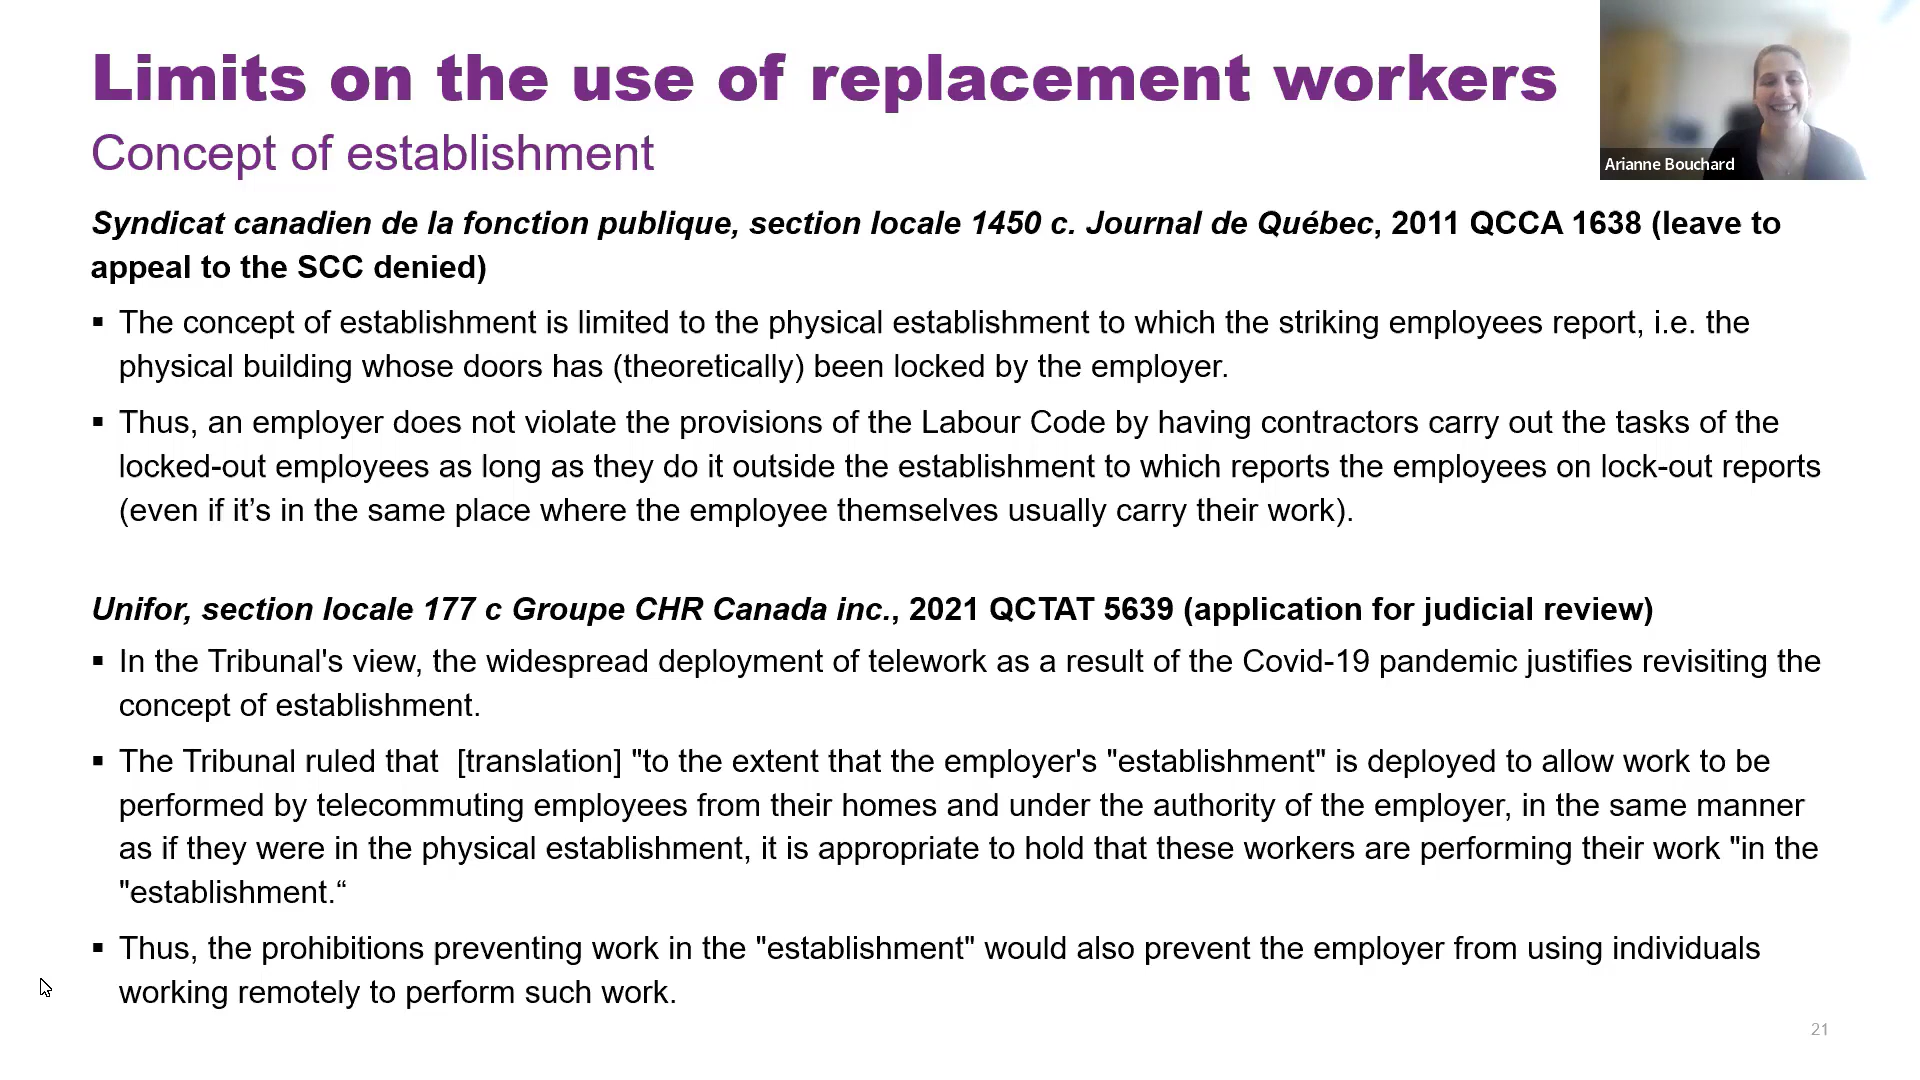 Limits on the use of replacement workers
Concept of establishment
Arianne Bouchard
Syndicat canadien de la fonction publique, section locale 1450 c. Journal de Québec, 2011 QCCA 1638 (leave to
appeal to the SCC denied)
▪ The concept of establishment is limited to the physical establishment to which the striking employees report, i.e. the
physical building whose doors has (theoretically) been locked by the employer.
▪ Thus, an employer does not violate the provisions of the Labour Code by having contractors carry out the tasks of the
locked-out employees as long as they do it outside the establishment to which reports the employees on lock-out reports
(even if it’s in the same place where the employee themselves usually carry their work).
Unifor, section locale 177 c Groupe CHR Canada inc., 2021 QCTAT 5639 (application for judicial review)
▪ In the Tribunal's view, the widespread deployment of telework as a result of the Covid-19 pandemic justifies revisiting the
concept of establishment.
▪ The Tribunal ruled that  [translation] "to the extent that the employer's "establishment" is deployed to allow work to be
performed by telecommuting employees from their homes and under the authority of the employer, in the same manner
as if they were in the physical establishment, it is appropriate to hold that these workers are performing their work "in the
"establishment.“
▪ Thus, the prohibitions preventing work in the "establishment" would also prevent the employer from using individuals
working remotely to perform such work.
21